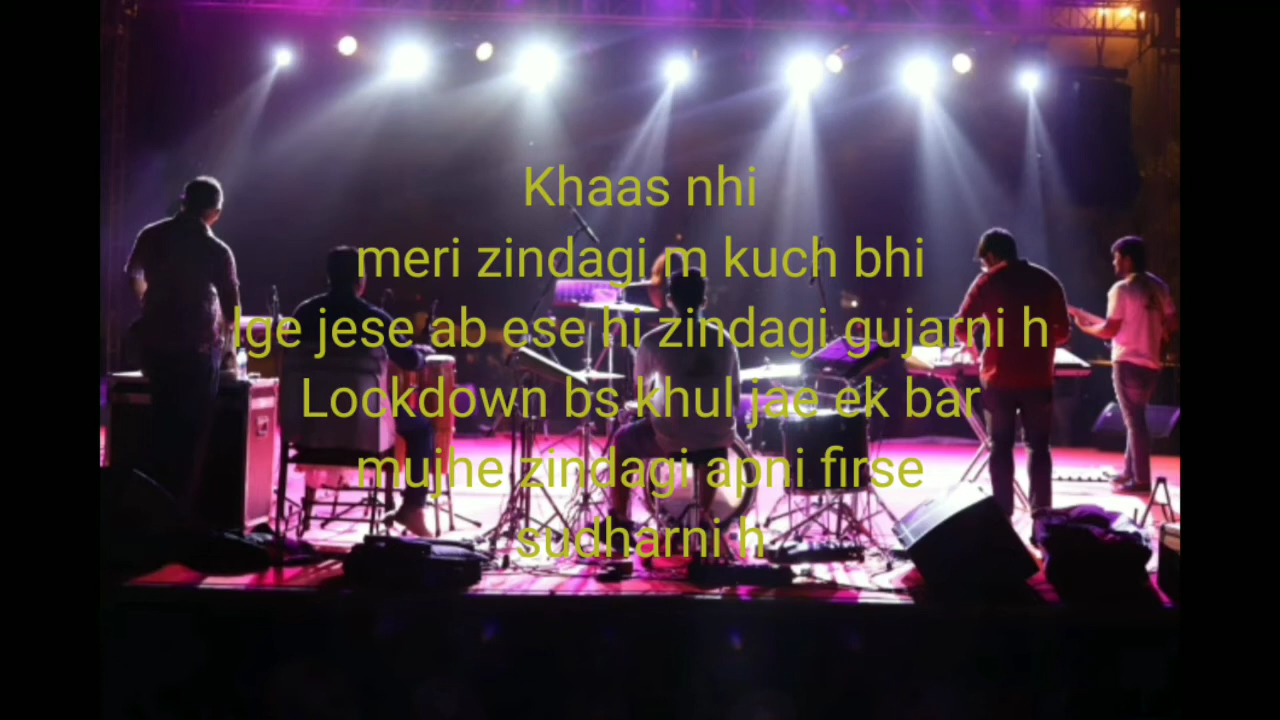 Khaas nhi
meri zindagi m kuch bhi
lge jese ab ese hi zindagi gujarni h
Lockdown bs khul jae ek bar
mujhe zindagi apni firse
sudharni h